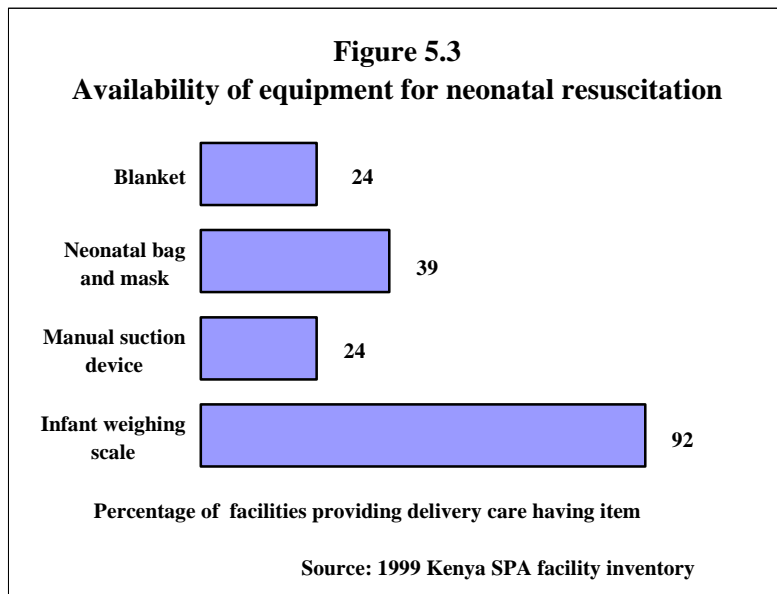 Figure 5.3
Availability of equipment for neonatal resuscitation
Blanket
24
Neonatal bag
and mask
39
Manual suction
device
24
Infant weighing
scale
92
Percentage of facilities providing delivery care having item
Source: 1999 Kenya SPA facility inventory